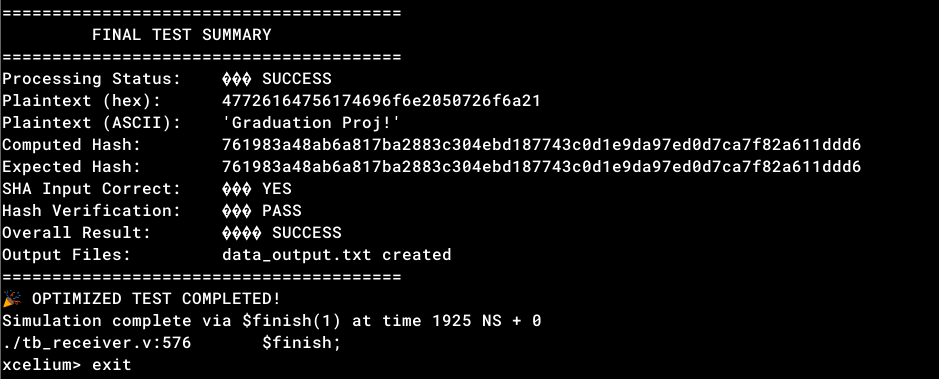 ========================================
         FINAL TEST SUMMARY
========================================
Processing Status:    ��� SUCCESS
Plaintext (hex):      47726164756174696f6e2050726f6a21
Plaintext (ASCII):    'Graduation Proj!'
Computed Hash:        761983a48ab6a817ba2883c304ebd187743c0d1e9da97ed0d7ca7f82a611ddd6
Expected Hash:        761983a48ab6a817ba2883c304ebd187743c0d1e9da97ed0d7ca7f82a611ddd6
SHA Input Correct:    ��� YES
Hash Verification:    ��� PASS
Overall Result:       ���� SUCCESS
Output Files:         data_output.txt created
========================================
🎉 OPTIMIZED TEST COMPLETED!
Simulation complete via $finish(1) at time 1925 NS + 0
./tb_receiver.v:576       $finish;
xcelium> exit